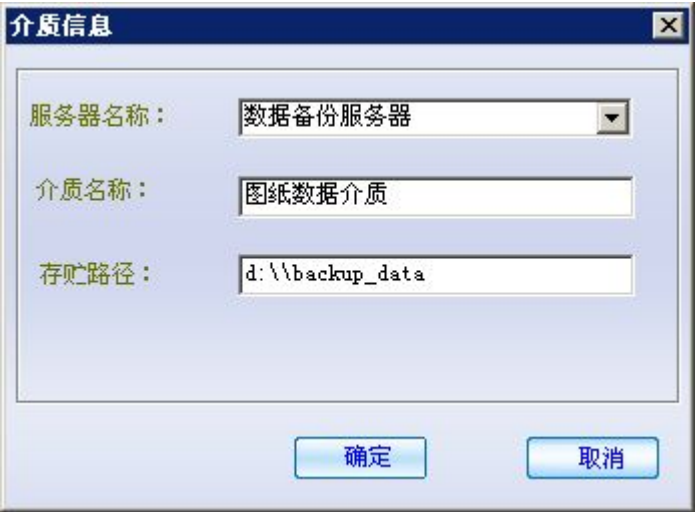 介质信息
服务器名称： 数据备份服务器
介质名称： 图纸数据介质
存贮路径： d:\\backup_data
确定 取消